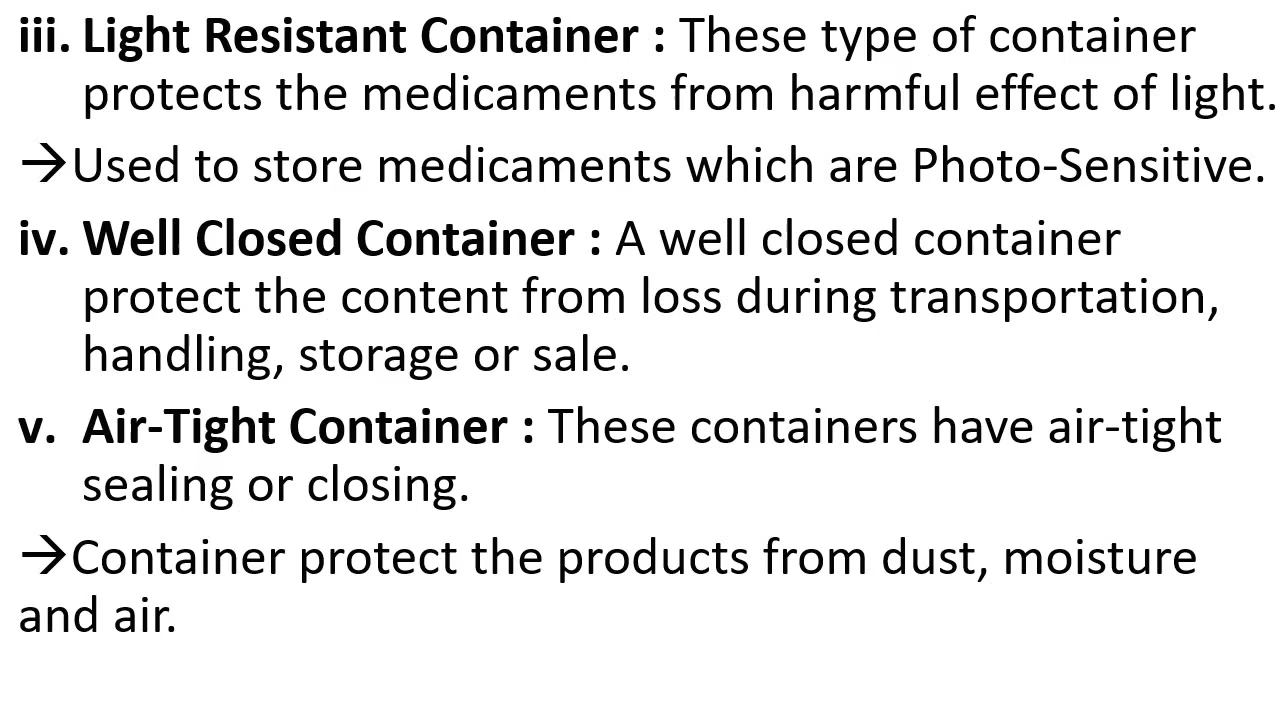 iii. Light Resistant Container : These type of container
protects the medicaments from harmful effect of light.
→Used to store medicaments which are Photo-Sensitive.
iv. Well Closed Container : A well closed container
protect the content from loss during transportation,
handling, storage or sale.
v. Air-Tight Container : These containers have air-tight
sealing or closing.
→Container protect the products from dust, moisture
and air.